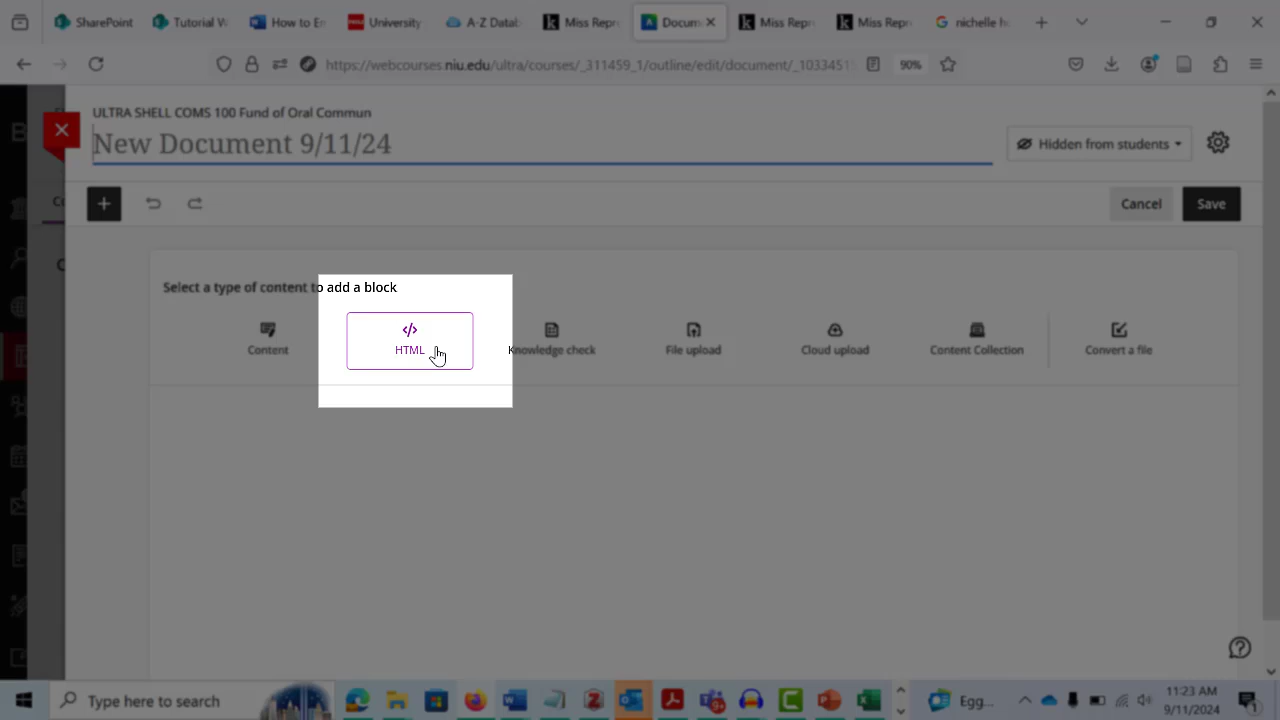 SharePoint
Tutorial W
How to Em
University
A-Z Datab
Miss Repr
Docum
Miss Repr
Miss Repr
nichelle h
https://webcourses.niu.edu/ultra/courses/_311459_1/outline/edit/document/_1033451
90%
ULTRA SHELL COMS 100 Fund of Oral Commun
New Document 9/11/24
Hidden from students
Cancel
Save
Select a type of content to add a block
Content
HTML
Knowledge check
File upload
Cloud upload
Content Collection
Convert a file
Type here to search
Egg...
11:23 AM
9/11/2024